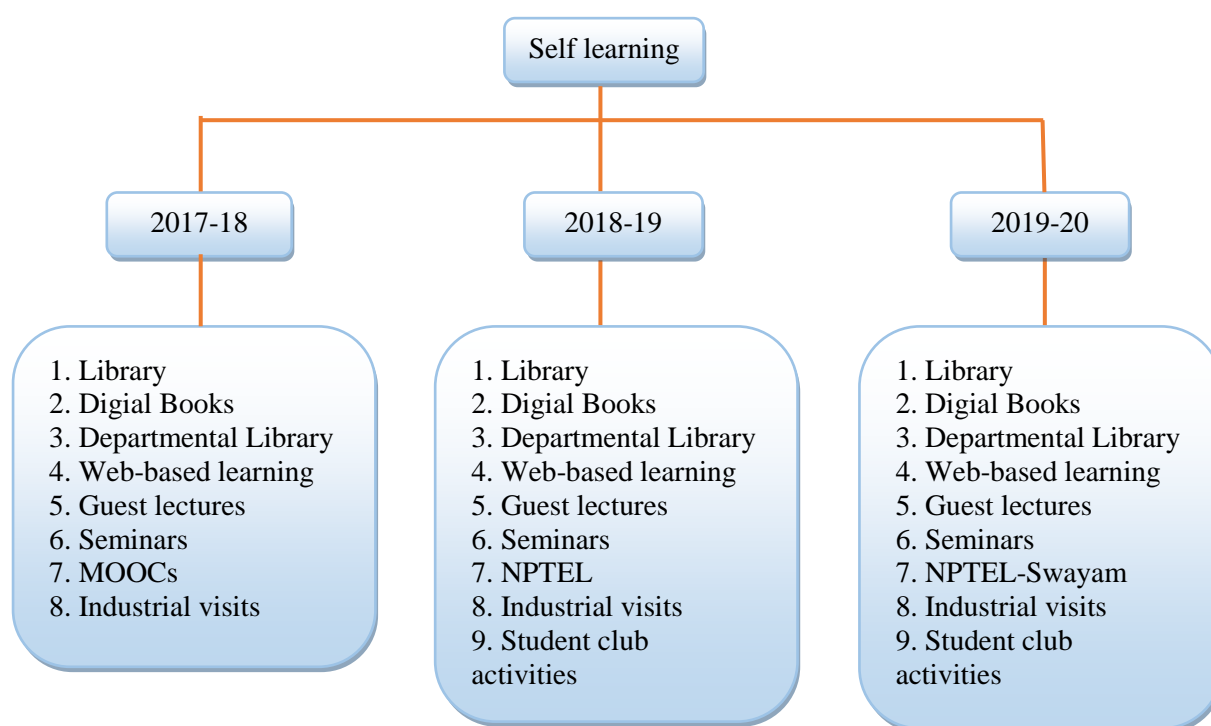 Self learning
2017-18
2018-19
2019-20
1. Library
2. Digial Books
3. Departmental Library
4. Web-based learning
5. Guest lectures
6. Seminars
7. MOOCs
8. Industrial visits
1. Library
2. Digial Books
3. Departmental Library
4. Web-based learning
5. Guest lectures
6. Seminars
7. NPTEL
8. Industrial visits
9. Student club
activities
1. Library
2. Digial Books
3. Departmental Library
4. Web-based learning
5. Guest lectures
6. Seminars
7. NPTEL-Swayam
8. Industrial visits
9. Student club
activities